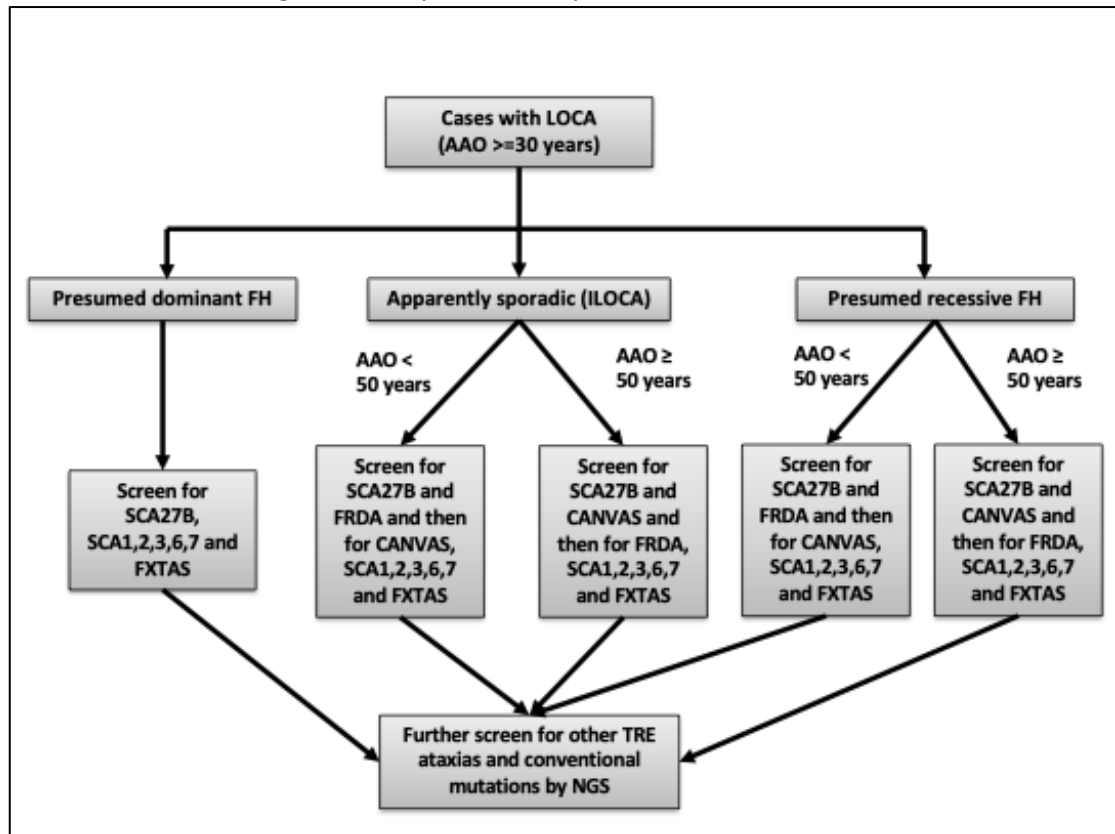 Cases with LOCA
(AAO >=30 years)
Presumed dominant FH
Apparently sporadic (ILOCA)
Presumed recessive FH
AAO <
50 years
AAO ≥
50 years
AAO <
50 years
AAO ≥
50 years
Screen for
SCA27B,
SCA1,2,3,6,7 and
FXTAS
Screen for
SCA27B and
FRDA and then
for CANVAS,
SCA1,2,3,6,7
and FXTAS
Screen for
SCA27B and
CANVAS and
then for FRDA,
SCA1,2,3,6,7
and FXTAS
Screen for
SCA27B and
FRDA and then
for CANVAS,
SCA1,2,3,6,7
and FXTAS
Screen for
SCA27B and
CANVAS and
then for FRDA,
SCA1,2,3,6,7
and FXTAS
Further screen for other TRE
ataxias and conventional
mutations by NGS